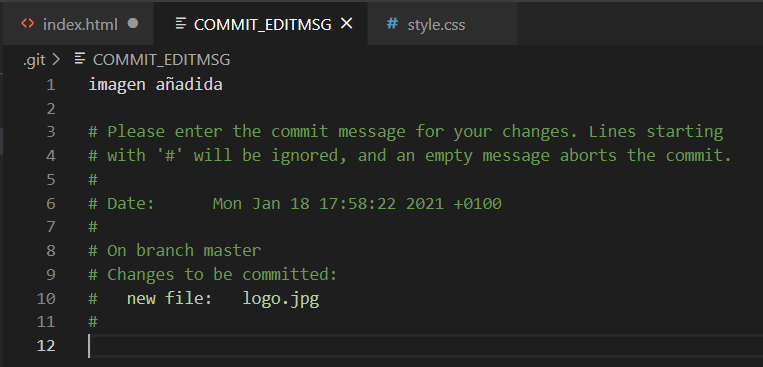 index.html
COMMIT_EDITMSG
style.css
.git > COMMIT_EDITMSG
1 imagen añadida
2
3 # Please enter the commit message for your changes. Lines starting
4 # with '#' will be ignored, and an empty message aborts the commit.
5 #
6 # Date:      Mon Jan 18 17:58:22 2021 +0100
7 #
8 # On branch master
9 # Changes to be committed:
10 #   new file:   logo.jpg
11 #
12